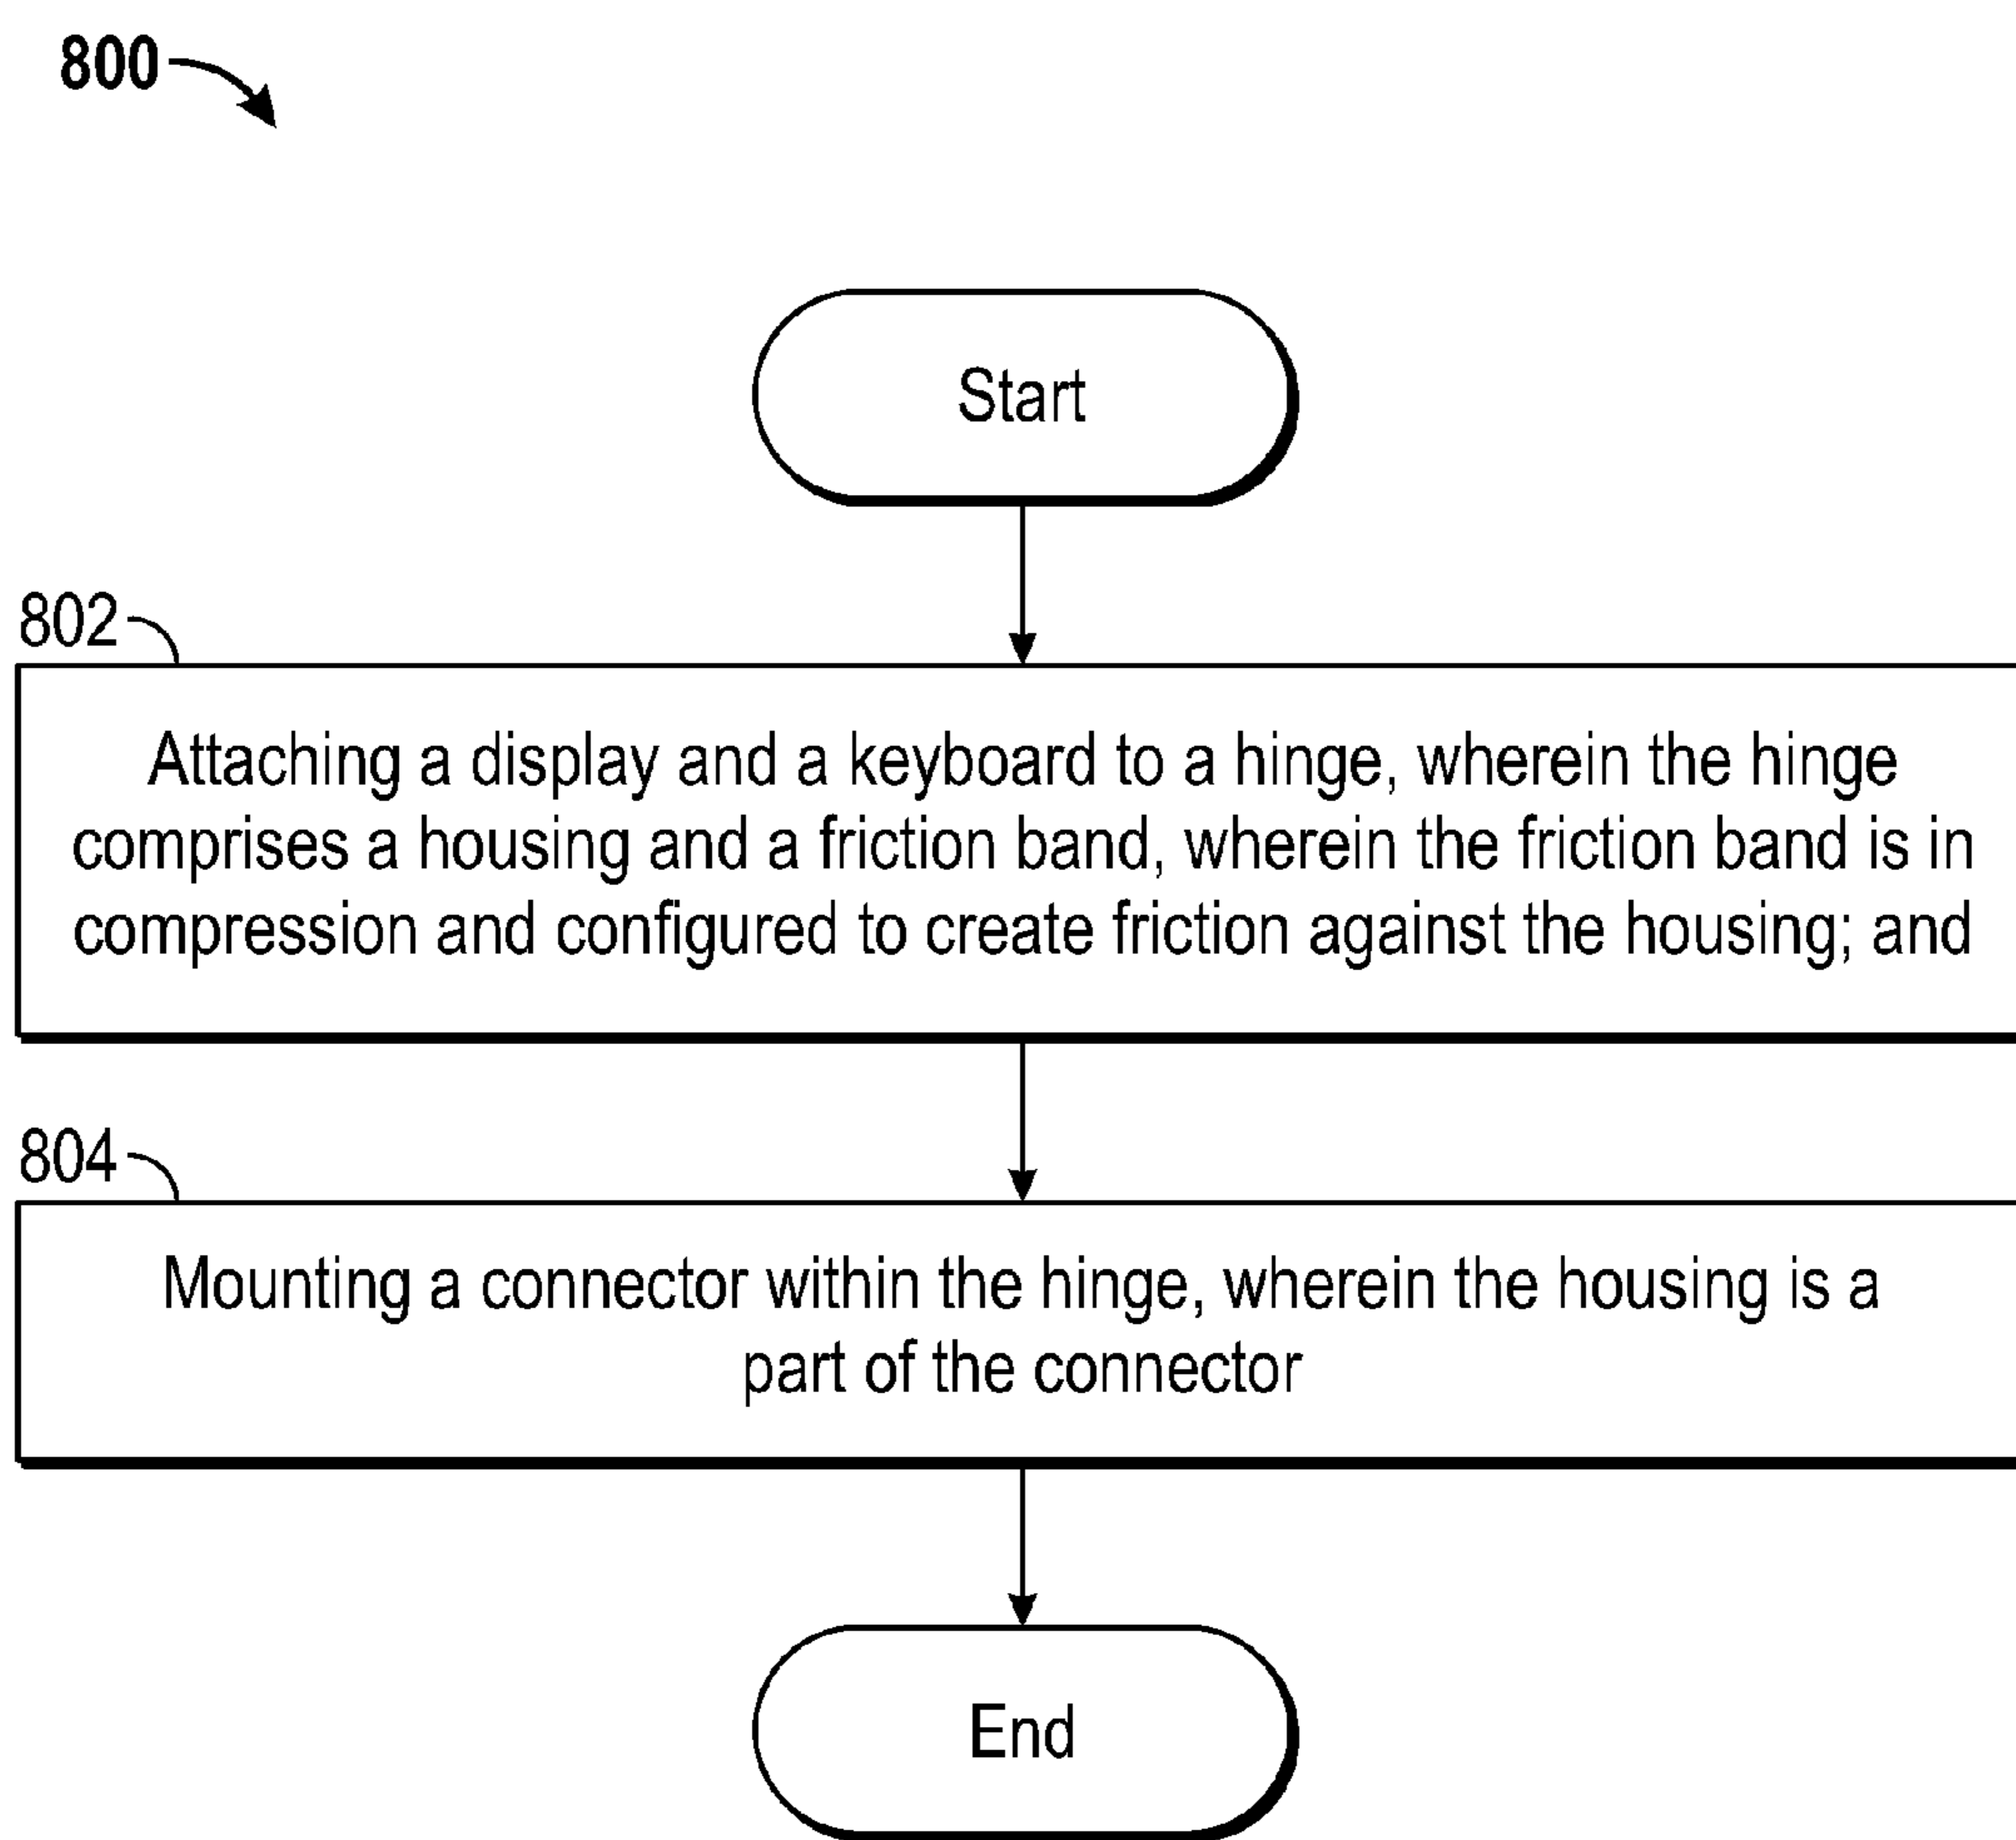 800
Start
802
Attaching a display and a keyboard to a hinge, wherein the hinge
comprises a housing and a friction band, wherein the friction band is in
compression and configured to create friction against the housing; and
804
Mounting a connector within the hinge, wherein the housing is a
part of the connector
End